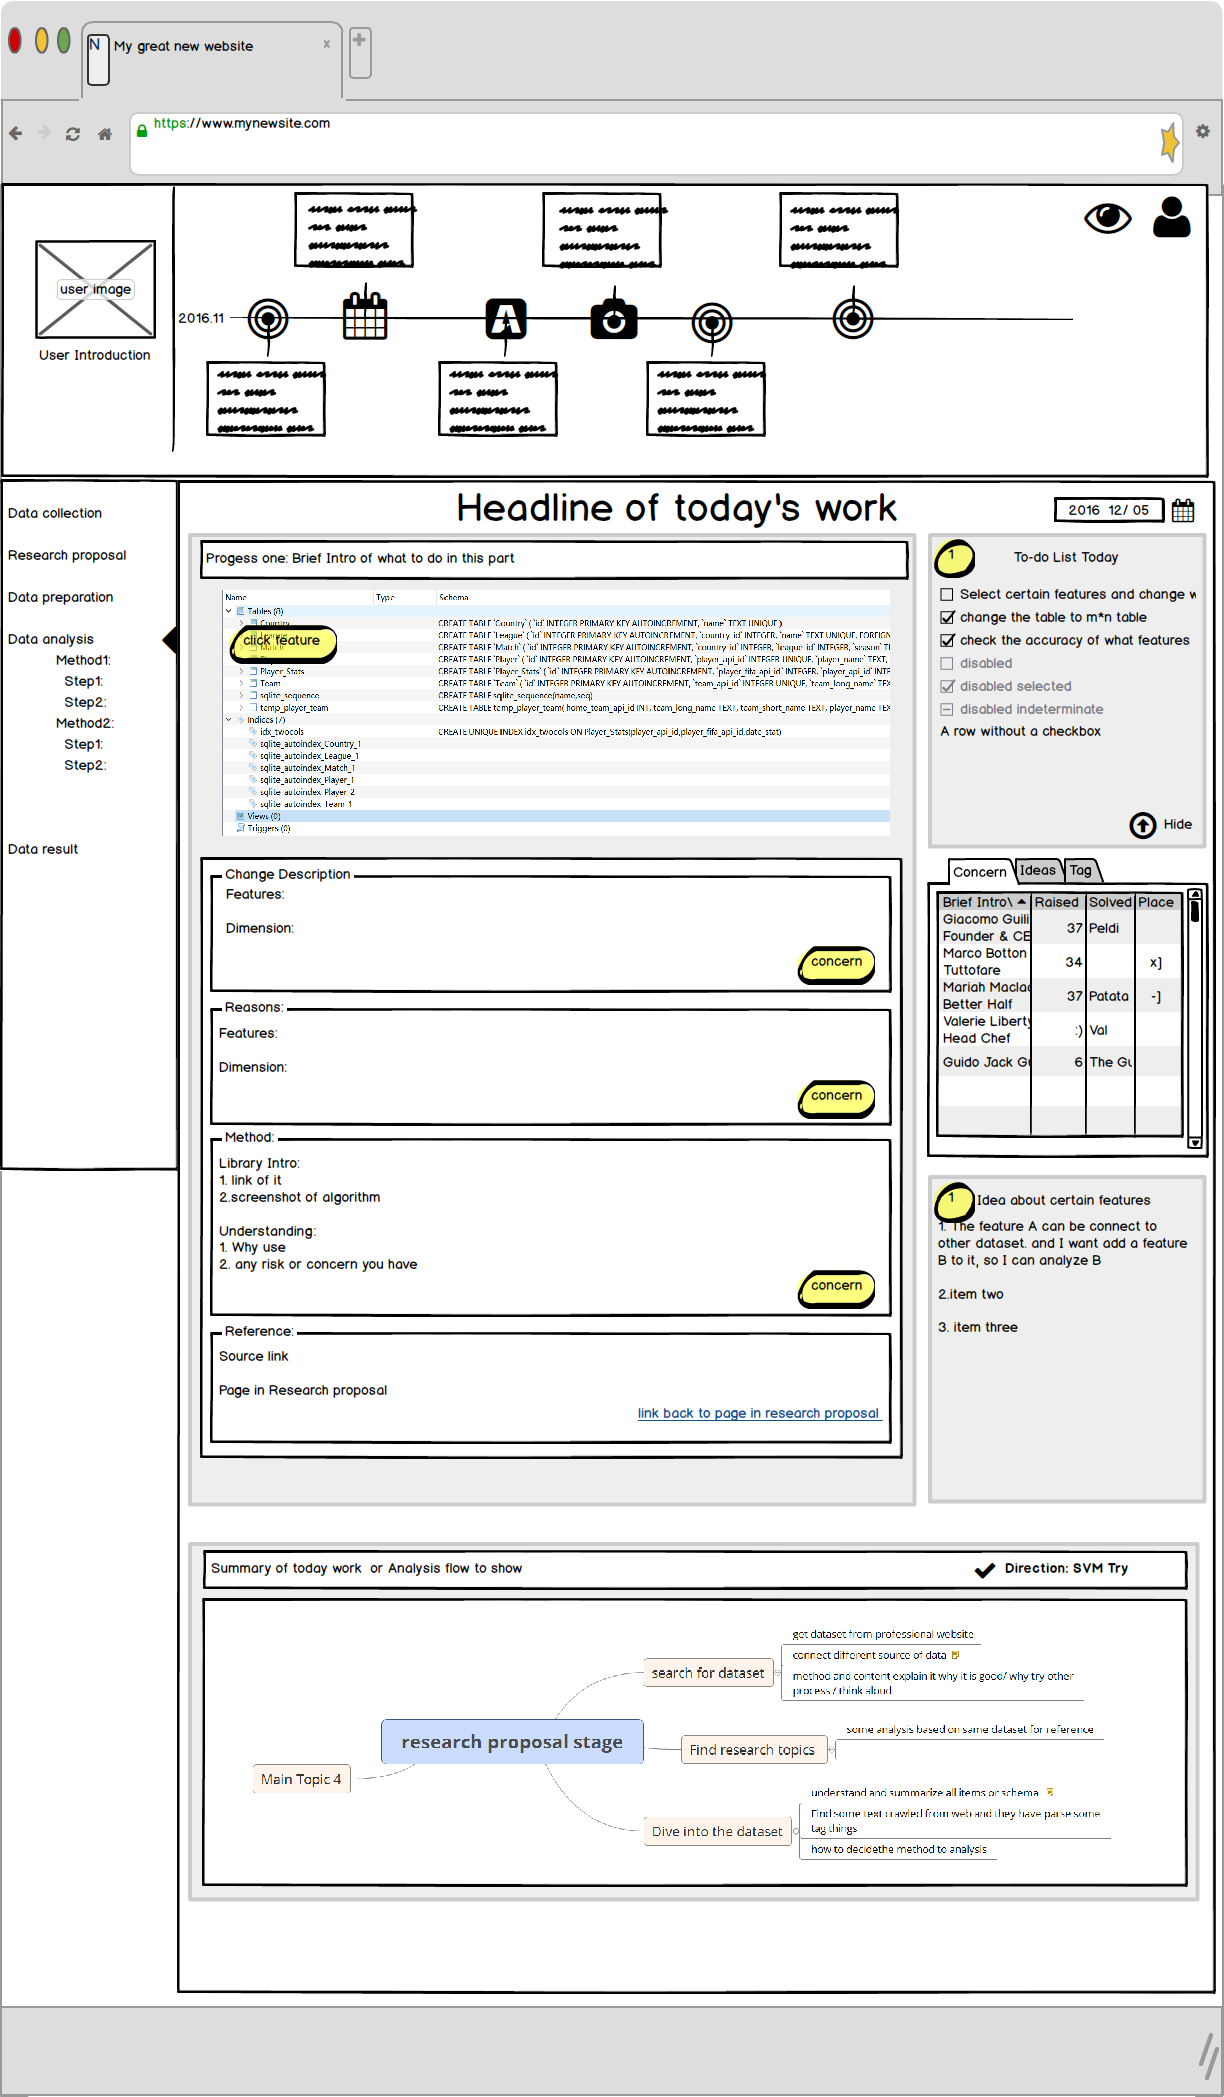 N My great new website x
https://www.mynewsite.com
user image
User Introduction
2016.11
A
Data collection
Research proposal
Data preparation
Data analysis
Method1:
Step1:
Step2:
Method2:
Step1:
Step2:
Data result
Headline of today's work
2016 12/ 05
Progess one: Brief Intro of what to do in this part
Name Type Schema
Tables (8)
Country CREATE TABLE `Country` ( `id` INTEGER PRIMARY KEY AUTOINCREMENT, `name` TEXT UNIQUE )
click feature
CREATE TABLE `League` ( `id` INTEGER PRIMARY KEY AUTOINCREMENT, `country_id` INTEGER, `name` TEXT UNIQUE, FOREIGN
Match CREATE TABLE `Match` ( `id` INTEGER PRIMARY KEY AUTOINCREMENT, `country_id` INTEGER, `league_id` INTEGER, `season` TE
CREATE TABLE `Player` ( `id` INTEGER PRIMARY KEY AUTOINCREMENT, `player_api_id` INTEGER UNIQUE, `player_name` TEXT,
Player_Stats CREATE TABLE `Player_Stats` ( `id` INTEGER PRIMARY KEY AUTOINCREMENT, `player_fifa_api_id` INTEGER, `player_api_id` INTE
Team CREATE TABLE `Team` ( `id` INTEGER PRIMARY KEY AUTOINCREMENT, `team_api_id` INTEGER UNIQUE, `team_long_name` TEX
sqlite_sequence CREATE TABLE sqlite_sequence(name,seq)
temp_player_team CREATE TABLE temp_player_team( home_team_api_id INT, team_long_name TEXT, team_short_name TEXT, player_name TEX
Indices (7)
idx_twocols CREATE UNIQUE INDEX idx_twocols ON Player_Stats(player_api_id,player_fifa_api_id,date_stat)
sqlite_autoindex_Country_1
sqlite_autoindex_League_1
sqlite_autoindex_Match_1
sqlite_autoindex_Player_1
sqlite_autoindex_Player_2
sqlite_autoindex_Team_1
Views (0)
Triggers (0)
Change Description
Features:
Dimension:
concern
Reasons:
Features:
Dimension:
concern
Method:
Library Intro:
1. link of it
2.screenshot of algorithm
Understanding:
1. Why use
2. any risk or concern you have
concern
Reference:
Source link
Page in Research proposal
link back to page in research proposal
1 To-do List Today
Select certain features and change w
change the table to m*n table
check the accuracy of what features
disabled
disabled selected
disabled indeterminate
A row without a checkbox
Hide
Concern Ideas Tag
Brief Intro\ Raised Solved Place
Giacomo Guili
Founder & CE 37 Peldi
Marco Botton
Tuttofare 34 x]
Mariah Maclac
Better Half 37 Patata -]
Valerie Liberty
Head Chef :) Val
Guido Jack Gu 6 The Gu
1 Idea about certain features
1. The feature A can be connect to
other dataset. and I want add a feature
B to it, so I can analyze B
2.item two
3. item three
Summary of today work or Analysis flow to show
Direction: SVM Try
get dataset from professional website
search for dataset
connect different source of data
method and content explain it why it is good/ why try other
process / think aloud.
research proposal stage
some analysis based on same dataset for reference
Find research topics
Main Topic 4
understand and summarize all items or schema
Find some text crawled from web and they have parse some
tag things
Dive into the dataset
how to decidethe method to analysis